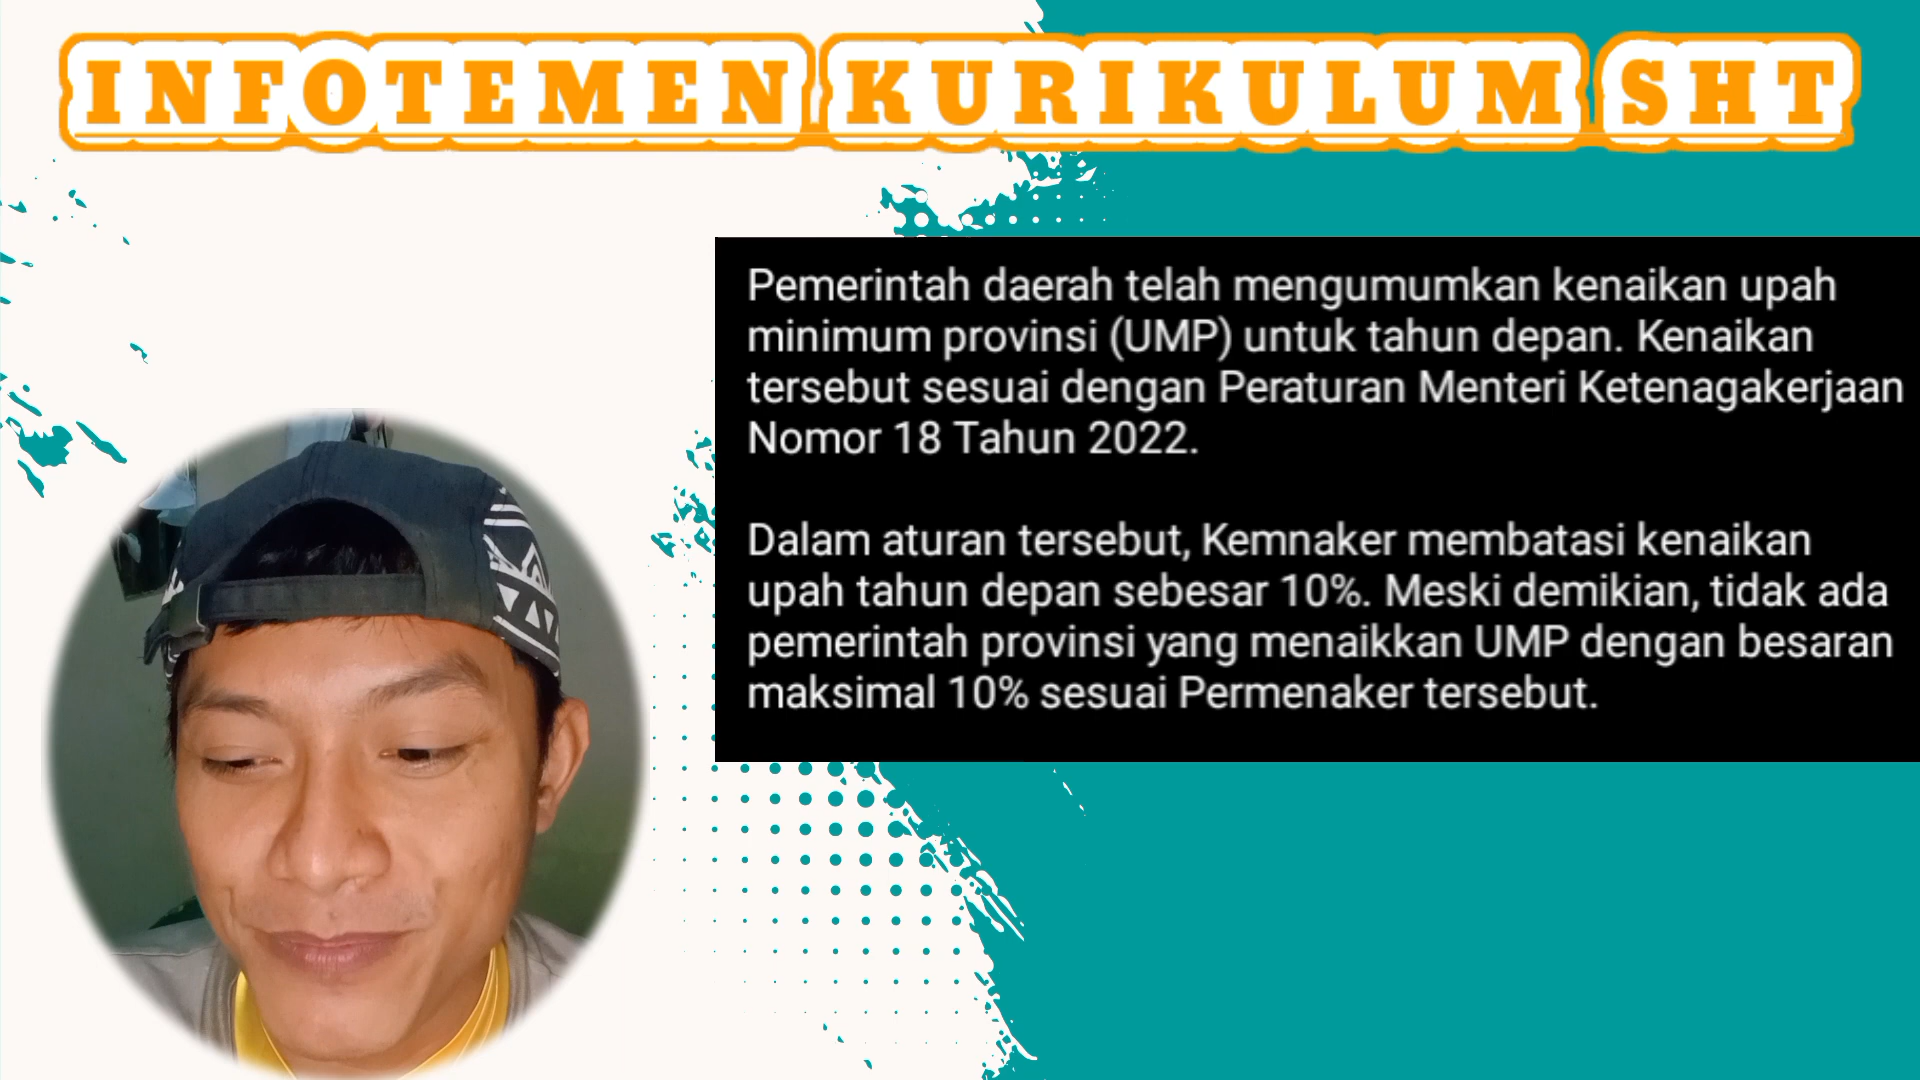 INFOTEMEN KURIKULUM SHT
Pemerintah daerah telah mengumumkan kenaikan upah
minimum provinsi (UMP) untuk tahun depan. Kenaikan
tersebut sesuai dengan Peraturan Menteri Ketenagakerjaan
Nomor 18 Tahun 2022.
Dalam aturan tersebut, Kemnaker membatasi kenaikan
upah tahun depan sebesar 10%. Meski demikian, tidak ada
pemerintah provinsi yang menaikkan UMP dengan besaran
maksimal 10% sesuai Permenaker tersebut.